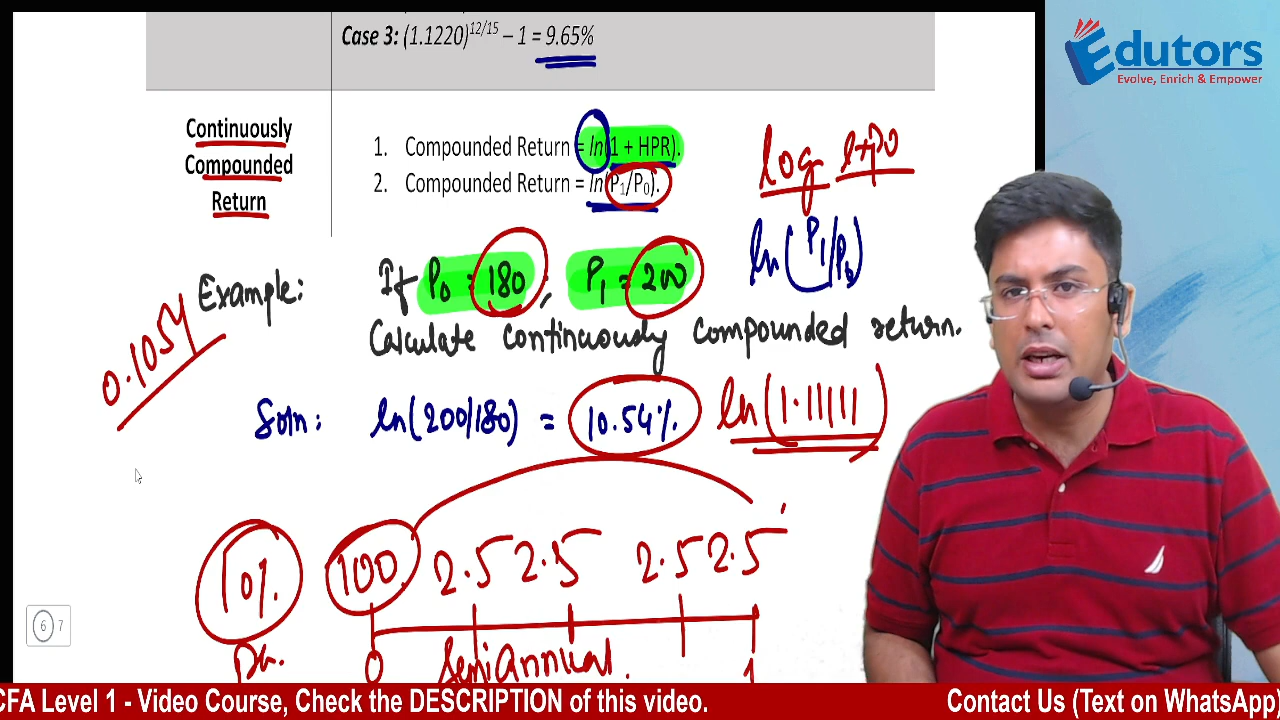 Case 3: (1.1220)^12/15 – 1 = 9.65%
Edutors
Evolve, Enrich & Empower
Continuously
Compounded
Return
1. Compounded Return = ln(1 + HPR).
2. Compounded Return = ln(P₁/P₀).
log
ln(P₁/P₀)
Example: If P₀ = 180, P₁ = 200
Calculate continuously compounded return.
0.1054
Soln: ln(200/180) = 10.54% ln(1.11111)
10% 100 2.5 2.5 2.5 2.5
0 Semiannual. 1
6 7
CFA Level 1 - Video Course, Check the DESCRIPTION of this video.
Contact Us (Text on WhatsApp)